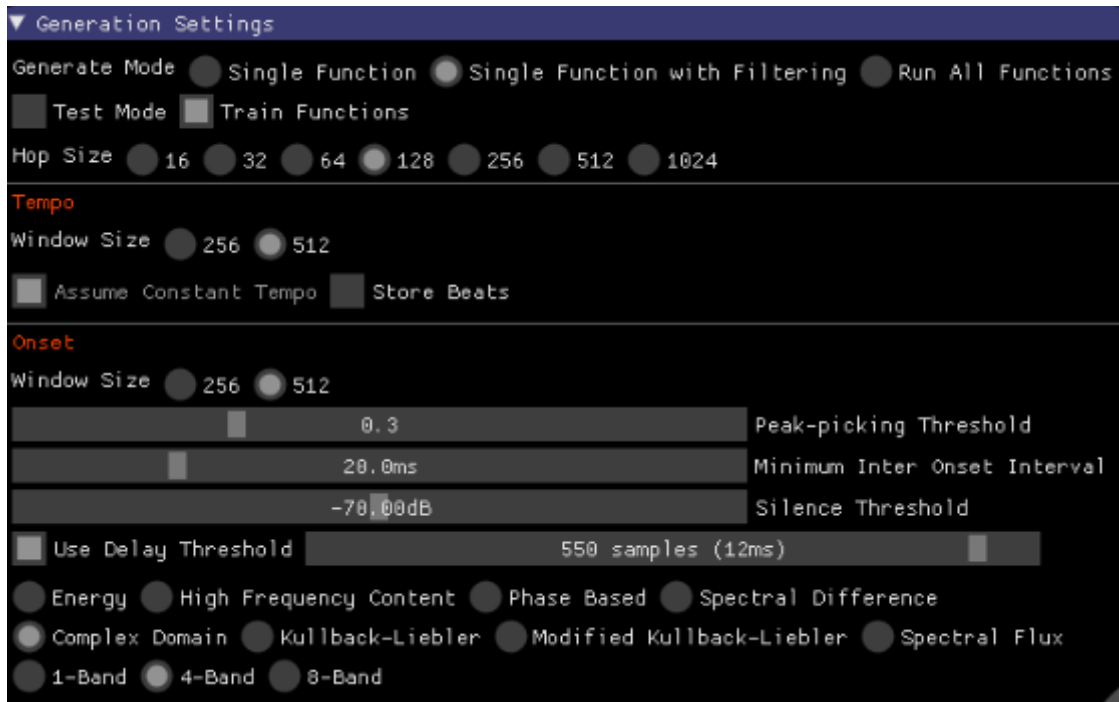 Generation Settings
Generate Mode Single Function Single Function with Filtering Run All Functions
Test Mode Train Functions
Hop Size 16 32 64 128 256 512 1024
Tempo
Window Size 256 512
Assume Constant Tempo Store Beats
Onset
Window Size 256 512
0.3 Peak-picking Threshold
20.0ms Minimum Inter Onset Interval
-70.00dB Silence Threshold
Use Delay Threshold 550 samples (12ms)
Energy High Frequency Content Phase Based Spectral Difference
Complex Domain Kullback-Liebler Modified Kullback-Liebler Spectral Flux
1-Band 4-Band 8-Band